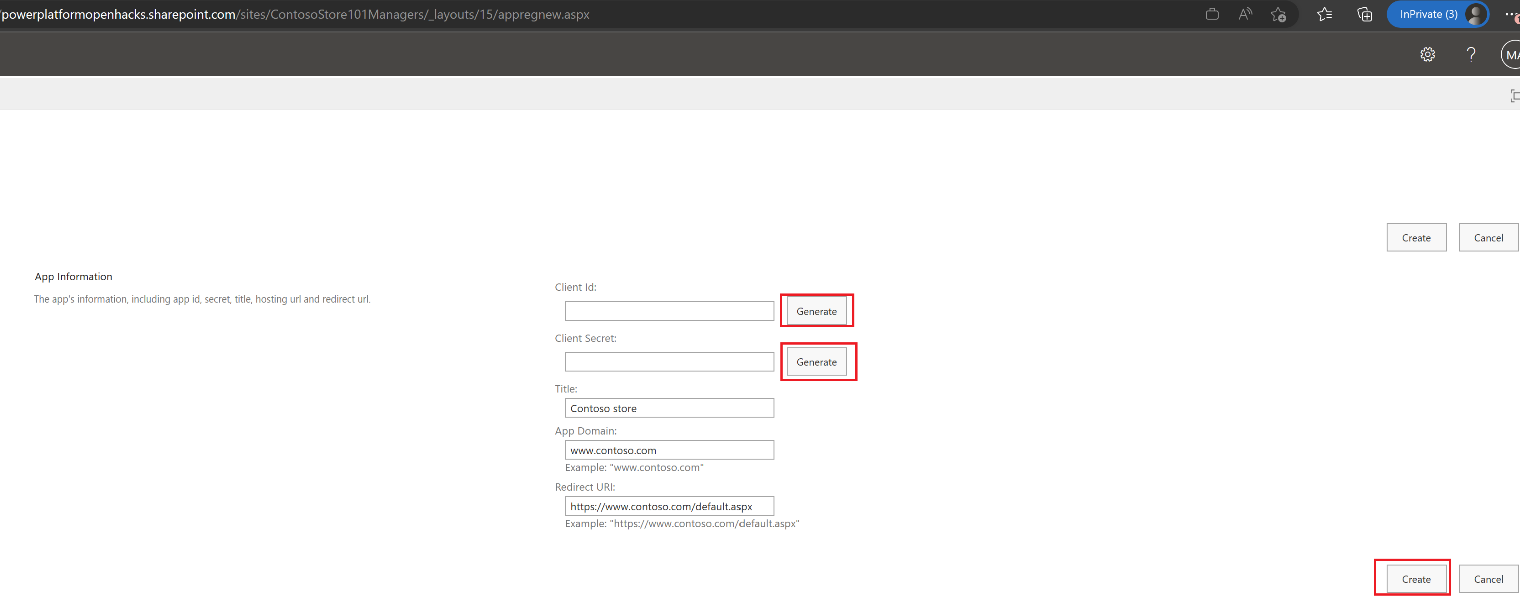 /powerplatformopenhacks.sharepoint.com/sites/ContosoStore101Managers/_layouts/15/appregnew.aspx
InPrivate (3)
?
MA
Create
Cancel
App Information
The app's information, including app id, secret, title, hosting url and redirect url.
Client Id:
Generate
Client Secret:
Generate
Title:
Contoso store
App Domain:
www.contoso.com
Example: "www.contoso.com"
Redirect URI:
https://www.contoso.com/default.aspx
Example: "https://www.contoso.com/default.aspx"
Create
Cancel